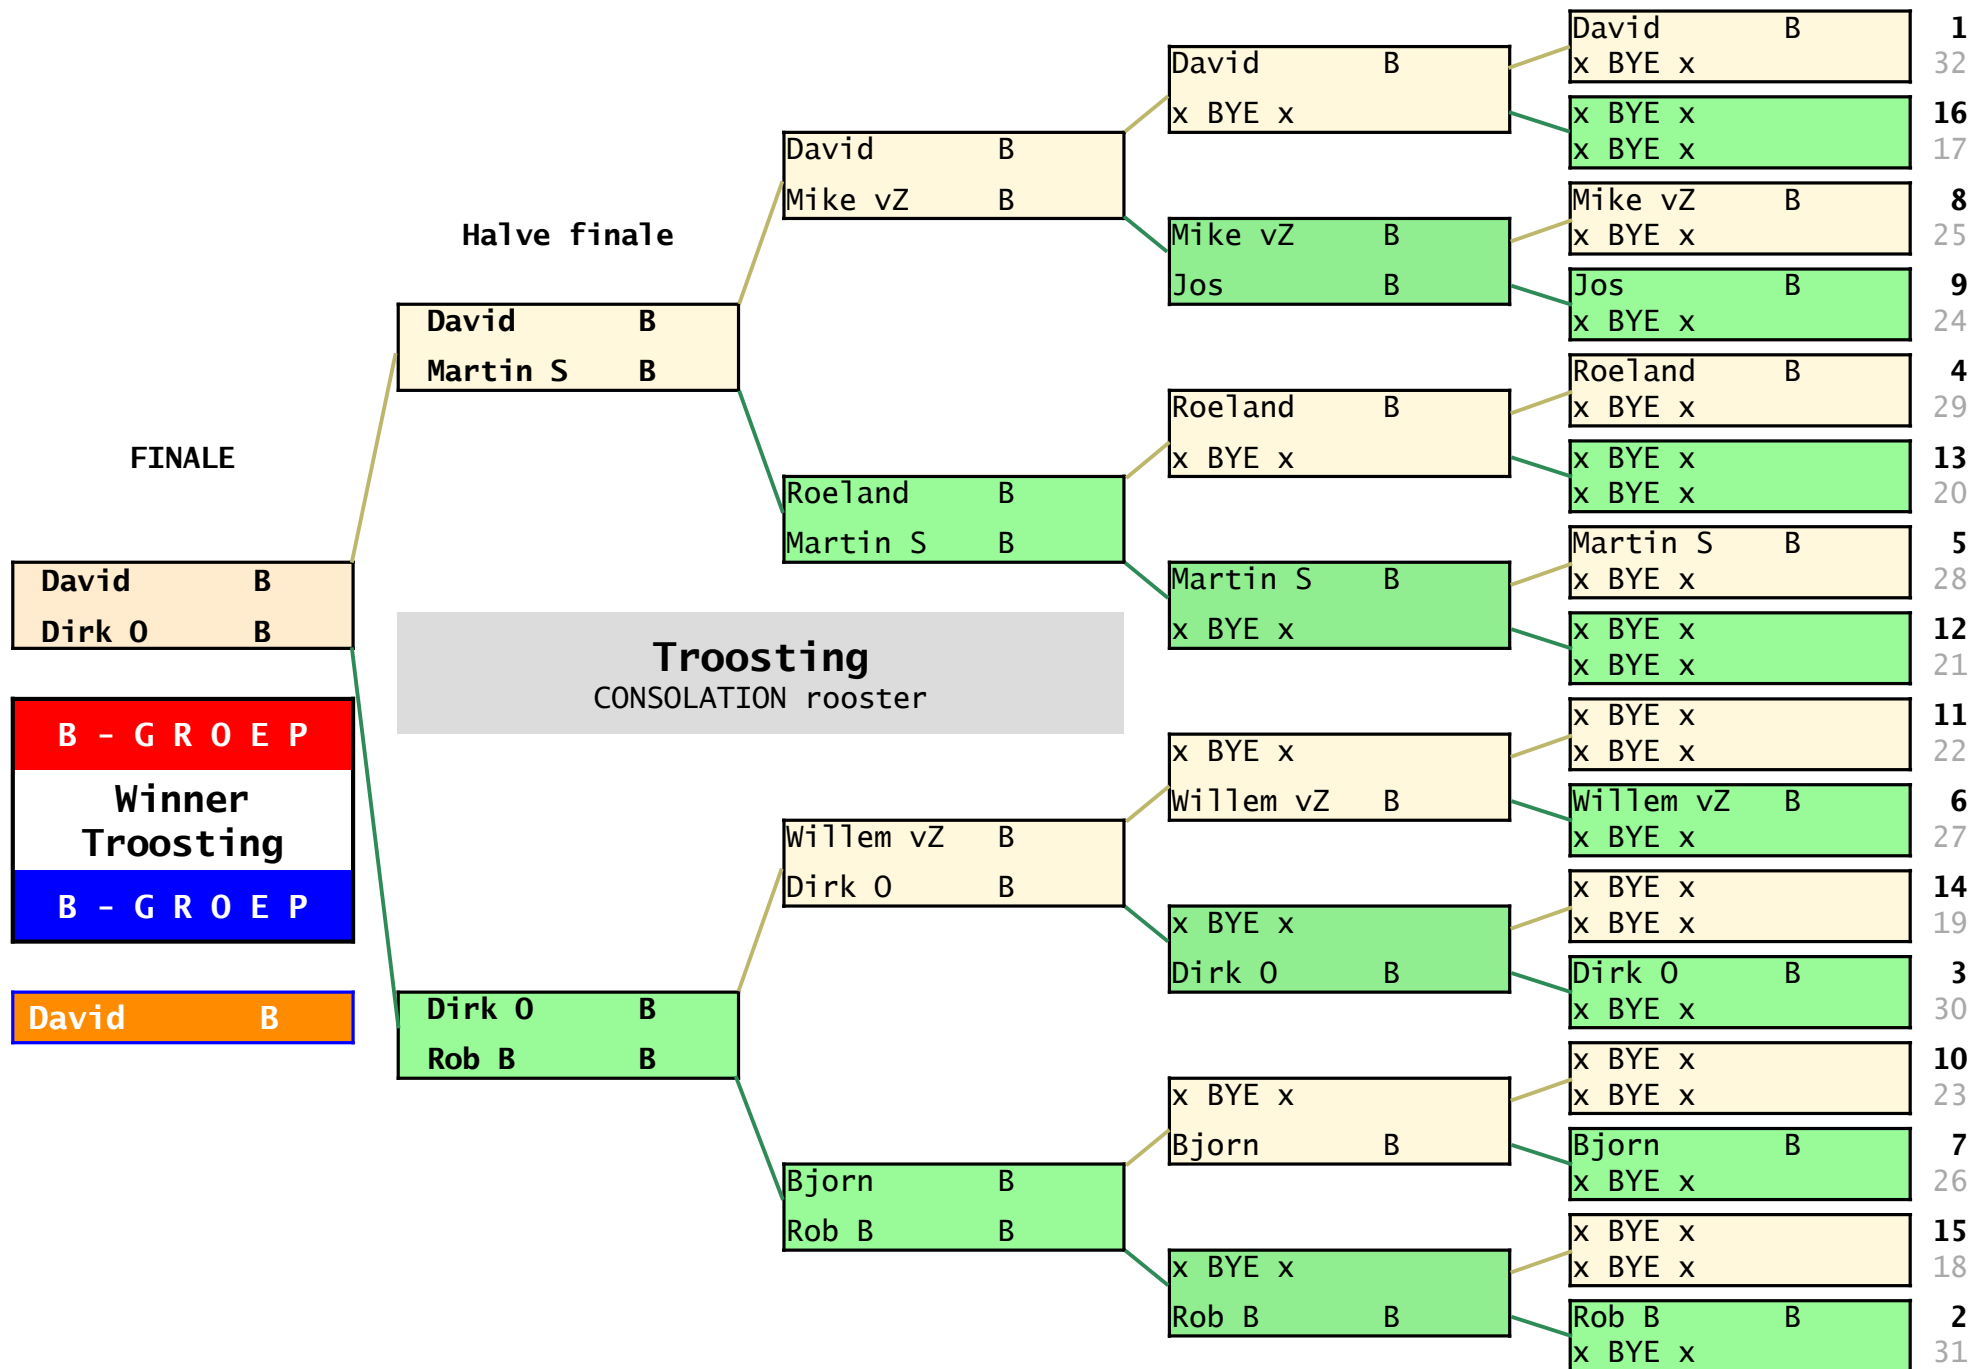 David B 1
x BYE x 32
x BYE x 16
x BYE x 17
Mike vZ B 8
x BYE x 25
Jos B 9
x BYE x 24
Roeland B 4
x BYE x 29
x BYE x 13
x BYE x 20
Martin S B 5
x BYE x 28
x BYE x 12
x BYE x 21
x BYE x 11
x BYE x 22
Willem vZ B 6
x BYE x 27
x BYE x 14
x BYE x 19
Dirk O B 3
x BYE x 30
x BYE x 10
x BYE x 23
Bjorn B 7
x BYE x 26
x BYE x 15
x BYE x 18
Rob B B 2
x BYE x 31
David B
x BYE x
Mike vZ B
Jos B
Roeland B
x BYE x
Martin S B
x BYE x
x BYE x
Willem vZ B
x BYE x
Dirk O B
x BYE x
Bjorn B
x BYE x
Rob B B
David B
Mike vZ B
Roeland B
Martin S B
Willem vZ B
Dirk O B
Bjorn B
Rob B B
Halve finale
David B
Martin S B
Troosting
CONSOLATION rooster
Dirk O B
Rob B B
FINALE
David B
Dirk O B
B - G R O E P
Winner
Troosting
B - G R O E P
David B